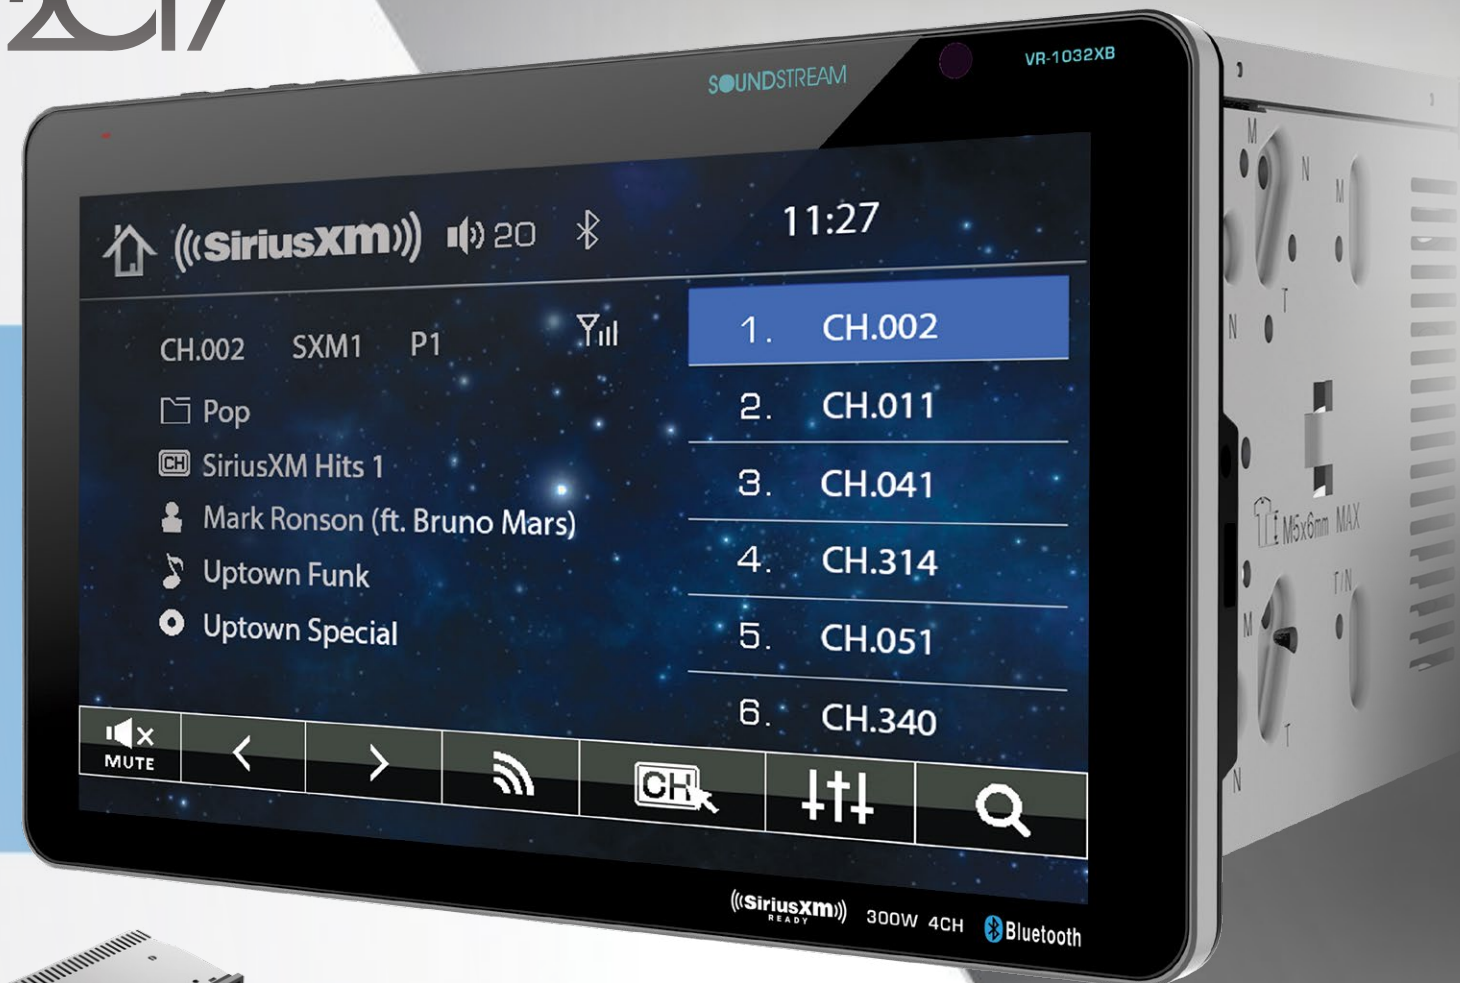 2017
SOUNDSTREAM
VR-1032XB
SiriusXM 20 11:27
CH.002 SXM1 P1
Pop
CH SiriusXM Hits 1
Mark Ronson (ft. Bruno Mars)
Uptown Funk
Uptown Special
1. CH.002
2. CH.011
3. CH.041
4. CH.314
5. CH.051
6. CH.340
MUTE
CH
SiriusXM READY 300W 4CH Bluetooth
M
N
M
T
N
M5x6mm MAX
T/N
M
T
N